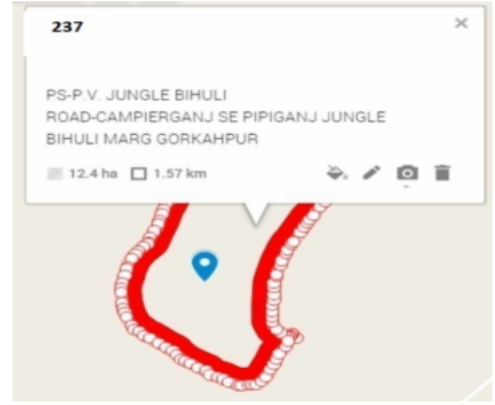 237
PS-P.V. JUNGLE BIHULI
ROAD-CAMPIERGANJ SE PIPIGANJ JUNGLE
BIHULI MARG GORKAHPUR
12.4 ha 1.57 km